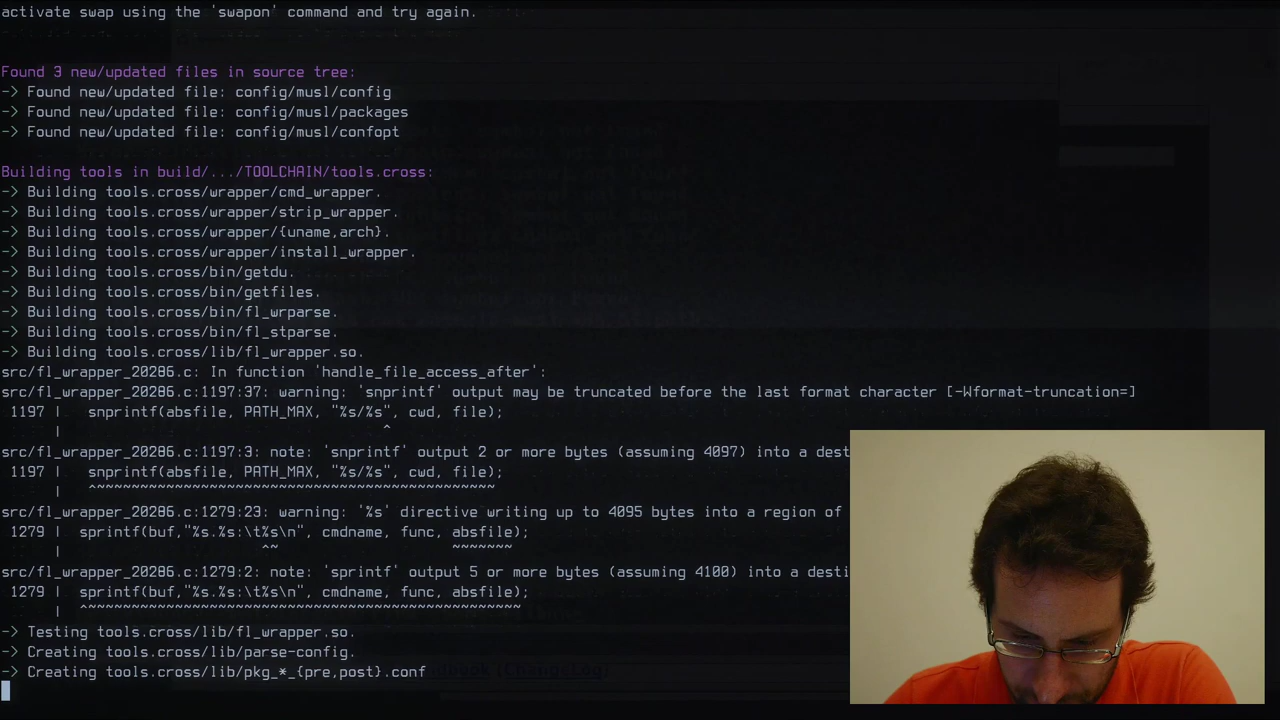 activate swap using the 'swapon' command and try again.
Found 3 new/updated files in source tree:
-> Found new/updated file: config/musl/config
-> Found new/updated file: config/musl/packages
-> Found new/updated file: config/musl/confopt
Building tools in build/.../TOOLCHAIN/tools.cross:
-> Building tools.cross/wrapper/cmd_wrapper.
-> Building tools.cross/wrapper/strip_wrapper.
-> Building tools.cross/wrapper/{uname,arch}.
-> Building tools.cross/wrapper/install_wrapper.
-> Building tools.cross/bin/getdu.
-> Building tools.cross/bin/getfiles.
-> Building tools.cross/bin/fl_wrparse.
-> Building tools.cross/bin/fl_stparse.
-> Building tools.cross/lib/fl_wrapper.so.
src/fl_wrapper_20286.c: In function 'handle_file_access_after':
src/fl_wrapper_20286.c:1197:37: warning: 'snprintf' output may be truncated before the last format character [-Wformat-truncation=]
1197 |   snprintf(absfile, PATH_MAX, "%s/%s", cwd, file);
|                                     ^
src/fl_wrapper_20286.c:1197:3: note: 'snprintf' output 2 or more bytes (assuming 4097) into a dest
1197 |   snprintf(absfile, PATH_MAX, "%s/%s", cwd, file);
|   ^~~~~~~~~~~~~~~~~~~~~~~~~~~~~~~~~~~~~~~~~~~~~~~
src/fl_wrapper_20286.c:1279:23: warning: '%s' directive writing up to 4095 bytes into a region of
1279 |  sprintf(buf,"%s.%s:\t%s\n", cmdname, func, absfile);
|                       ^~                    ~~~~~~~
src/fl_wrapper_20286.c:1279:2: note: 'sprintf' output 5 or more bytes (assuming 4100) into a desti
1279 |  sprintf(buf,"%s.%s:\t%s\n", cmdname, func, absfile);
|  ^~~~~~~~~~~~~~~~~~~~~~~~~~~~~~~~~~~~~~~~~~~~~~~~~~~
-> Testing tools.cross/lib/fl_wrapper.so.
-> Creating tools.cross/lib/parse-config.
-> Creating tools.cross/lib/pkg_*_{pre,post}.conf
(ChangeLog)